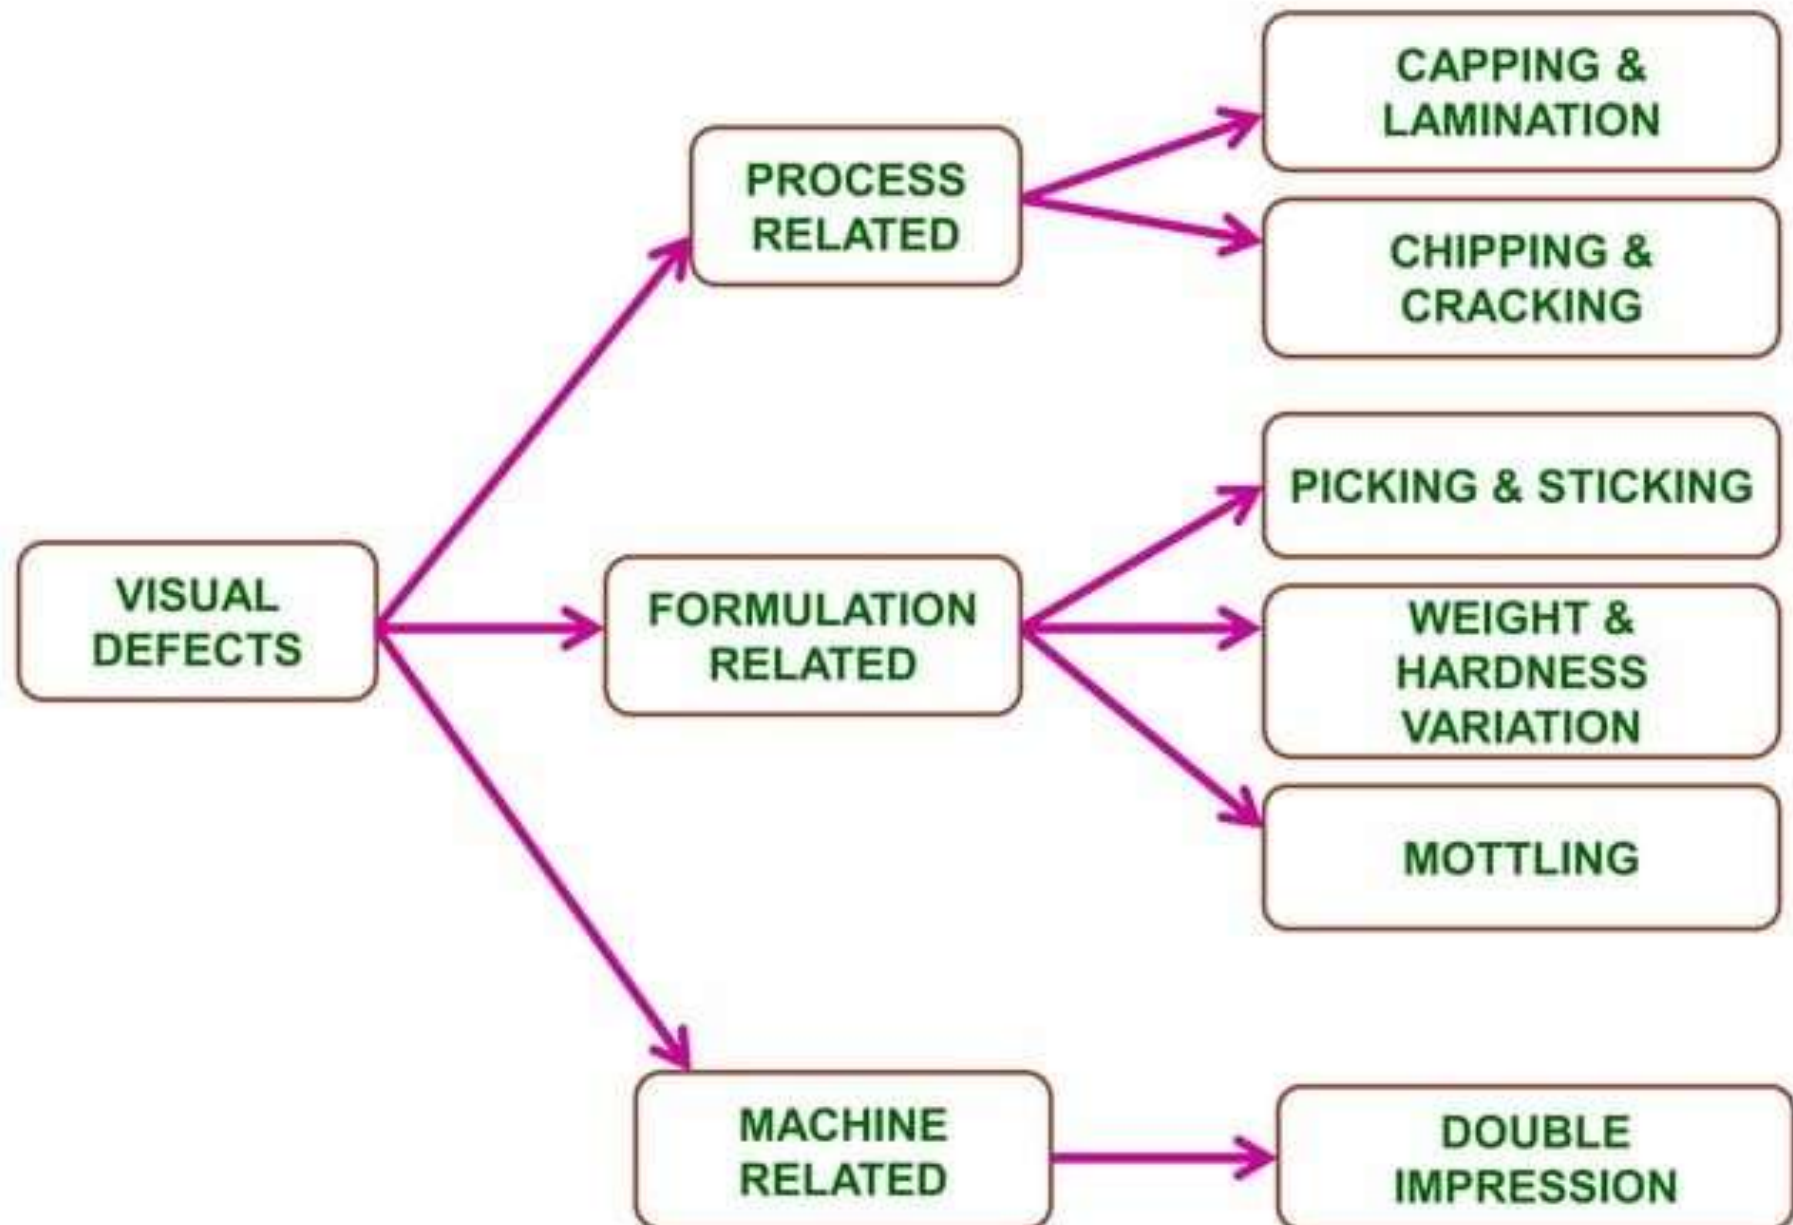 CAPPING &
LAMINATION
PROCESS
RELATED
CHIPPING &
CRACKING
PICKING & STICKING
VISUAL
DEFECTS
FORMULATION
RELATED
WEIGHT &
HARDNESS
VARIATION
MOTTLING
MACHINE
RELATED
DOUBLE
IMPRESSION